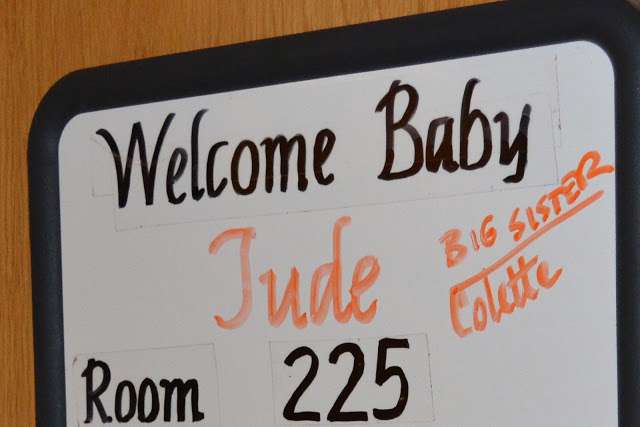 Welcome Baby
Jude
BIG SISTER
Colette
Room 225